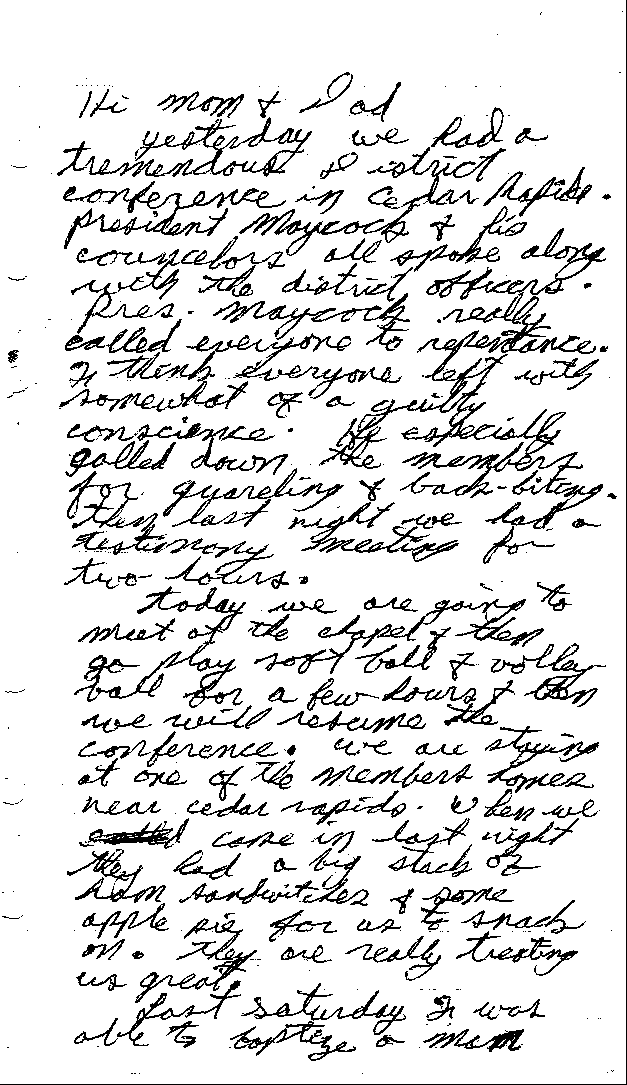 Hi mom & Dad
yesterday we had a
tremendous District
conference in Cedar Rapids.
President Maycock & his
councelors all spoke along
with the district officers.
Pres. Maycock really
called everyone to repentance.
I think everyone left with
somewhat of a guilty
conscience. He especially
galled down the members
for quareling & back-biting.
Then last night we had a
testimony meeting for
two hours.
Today we are going to
meet at the chapel & then
go play soft ball & volley
ball for a few hours & then
we will resume the
conference. We are staying
at one of the members homes
near cedar rapids. When we
came in last night
they had a big stack of
ham sandwitches & some
apple pie for us to snack
on. They are really treating
us great.
Last saturday I was
able to baptize a mam